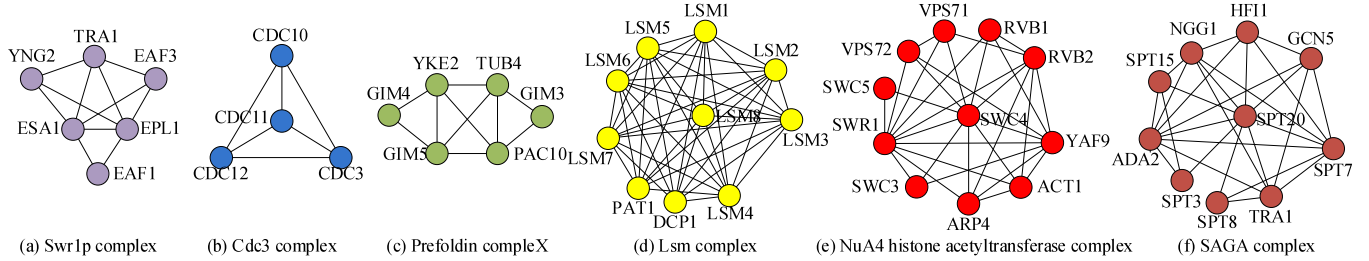 TRA1
YNG2
EAF3
ESA1
EPL1
EAF1
(a) Swr1p complex
CDC10
CDC11
CDC12
CDC3
(b) Cdc3 complex
YKE2
TUB4
GIM4
GIM3
GIM5
PAC10
(c) Prefoldin compleX
LSM1
LSM5
LSM2
LSM6
LSM8
LSM3
LSM7
PAT1
DCP1
LSM4
(d) Lsm complex
VPS71
RVB1
VPS72
RVB2
SWC5
SWC4
SWR1
YAF9
SWC3
ACT1
ARP4
(e) NuA4 histone acetyltransferase complex
HFI1
NGG1
GCN5
SPT15
SPT20
ADA2
SPT7
SPT3
SPT8
TRA1
(f) SAGA complex